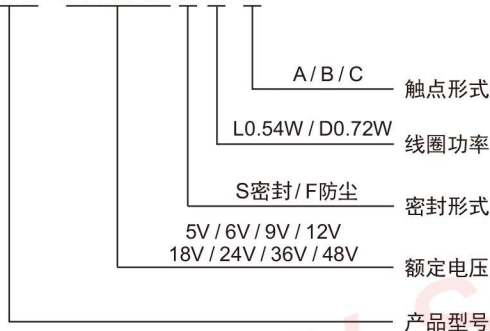 A / B / C
触点形式
L0.54W / D0.72W
线圈功率
S密封 / F防尘
密封形式
5V / 6V / 9V / 12V
18V / 24V / 36V / 48V
额定电压
产品型号